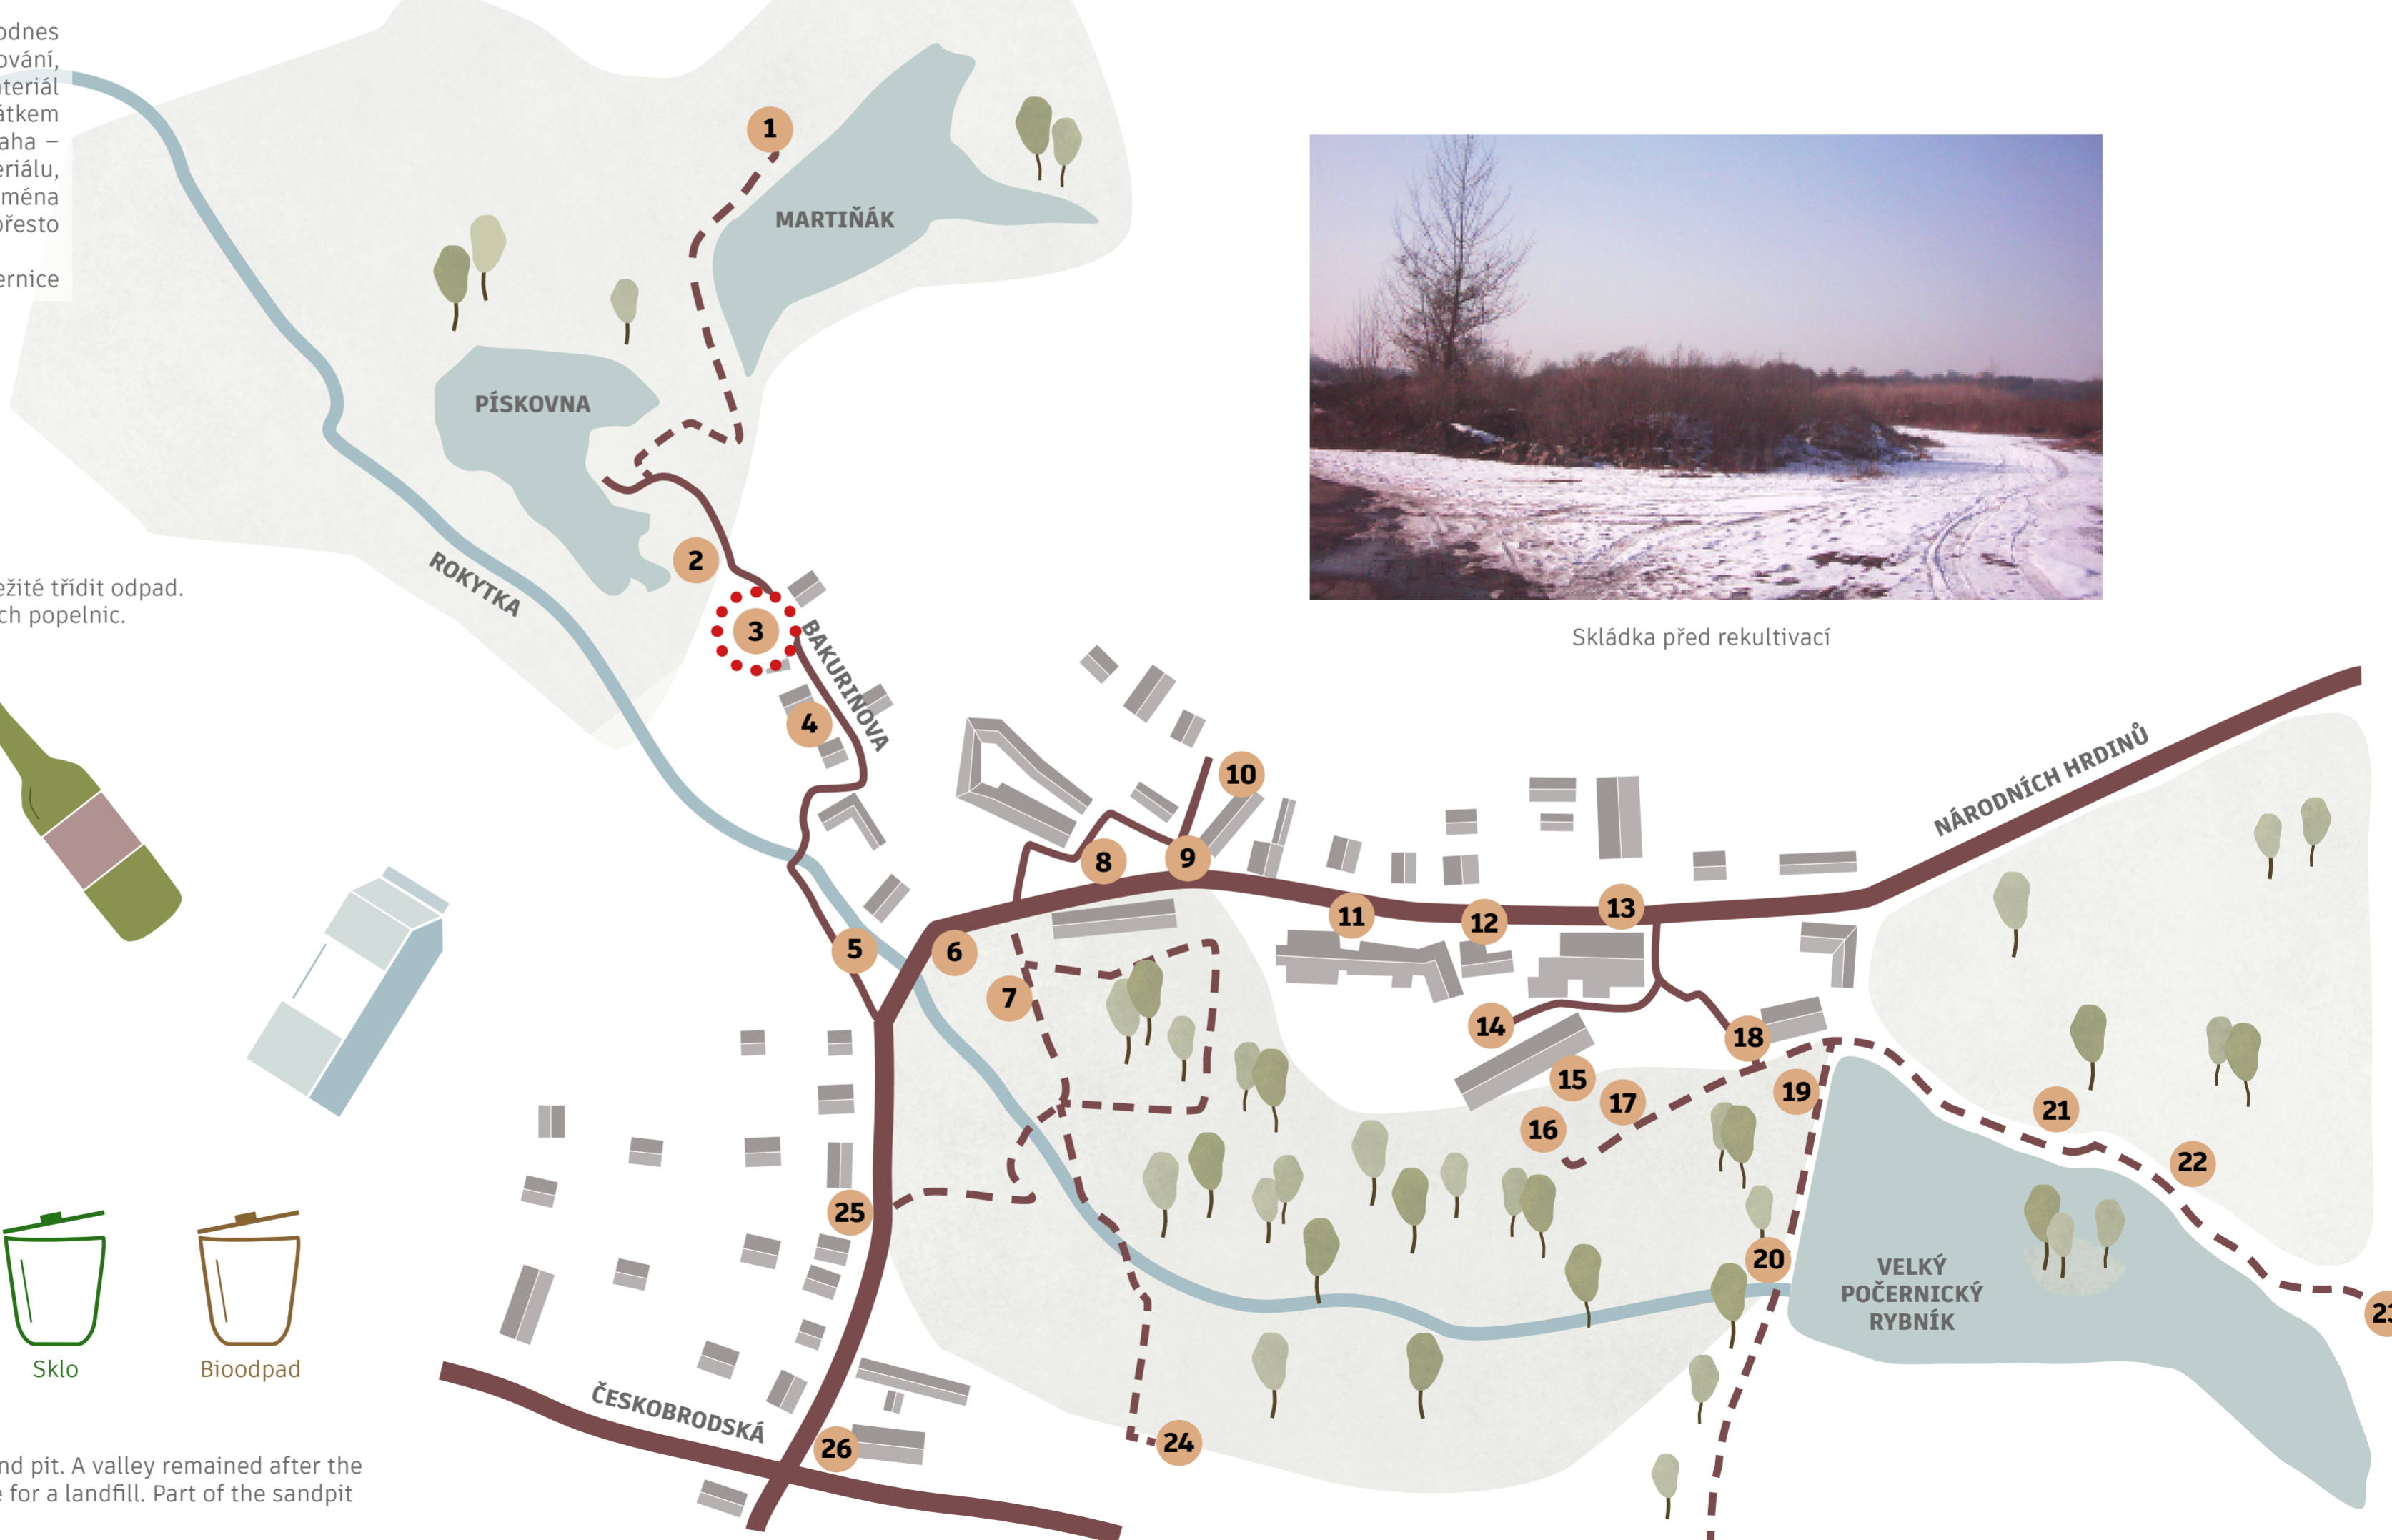 odnes
ování,
teriál
átkem
aha –
eriálu,
ména
řesto
ernice
ežité třídit odpad.
ch popelnic.
Sklo
Bioodpad
nd pit. A valley remained after the
e for a landfill. Part of the sandpit
1
MARTIŇÁK
PÍSKOVNA
ROKYTKA
2
3
BAKURINOVA
4
Skládka před rekultivací
NÁRODNÍCH HRDINŮ
10
8
9
5
6
7
11
12
13
14
15
16
17
18
19
20
21
22
23
VELKÝ
POČERNICKÝ
RYBNÍK
25
ČESKOBRODSKÁ
26
24